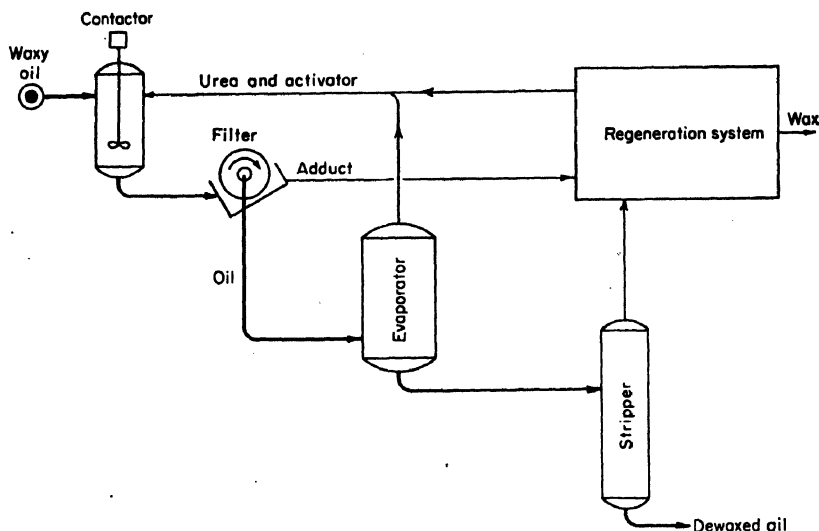 Contactor
Waxy
oil
Urea and activator
Filter
Adduct
Regeneration system
Wax
Oil
Evaporator
Stripper
Dewaxed oil